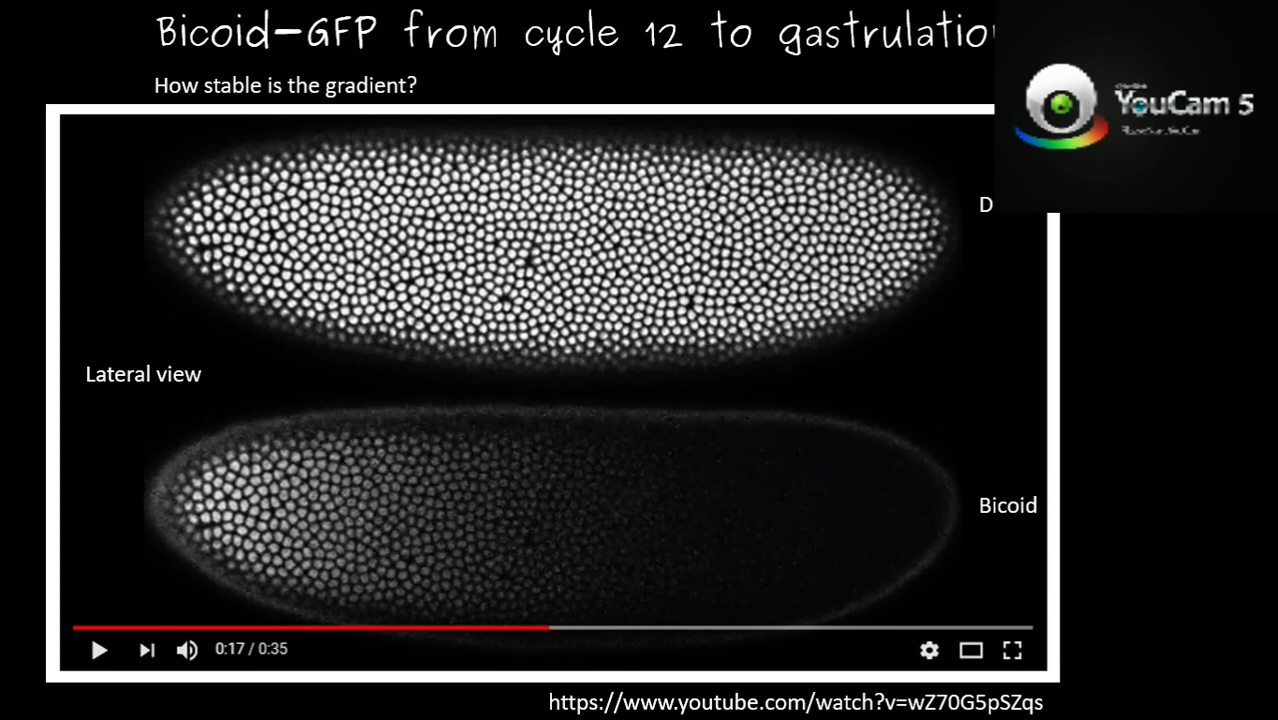 Bicoid-GFP from cycle 12 to gastrulatio
How stable is the gradient?
YouCam 5
D
Lateral view
Bicoid
0:17 / 0:35
https://www.youtube.com/watch?v=wZ70G5pSZqs